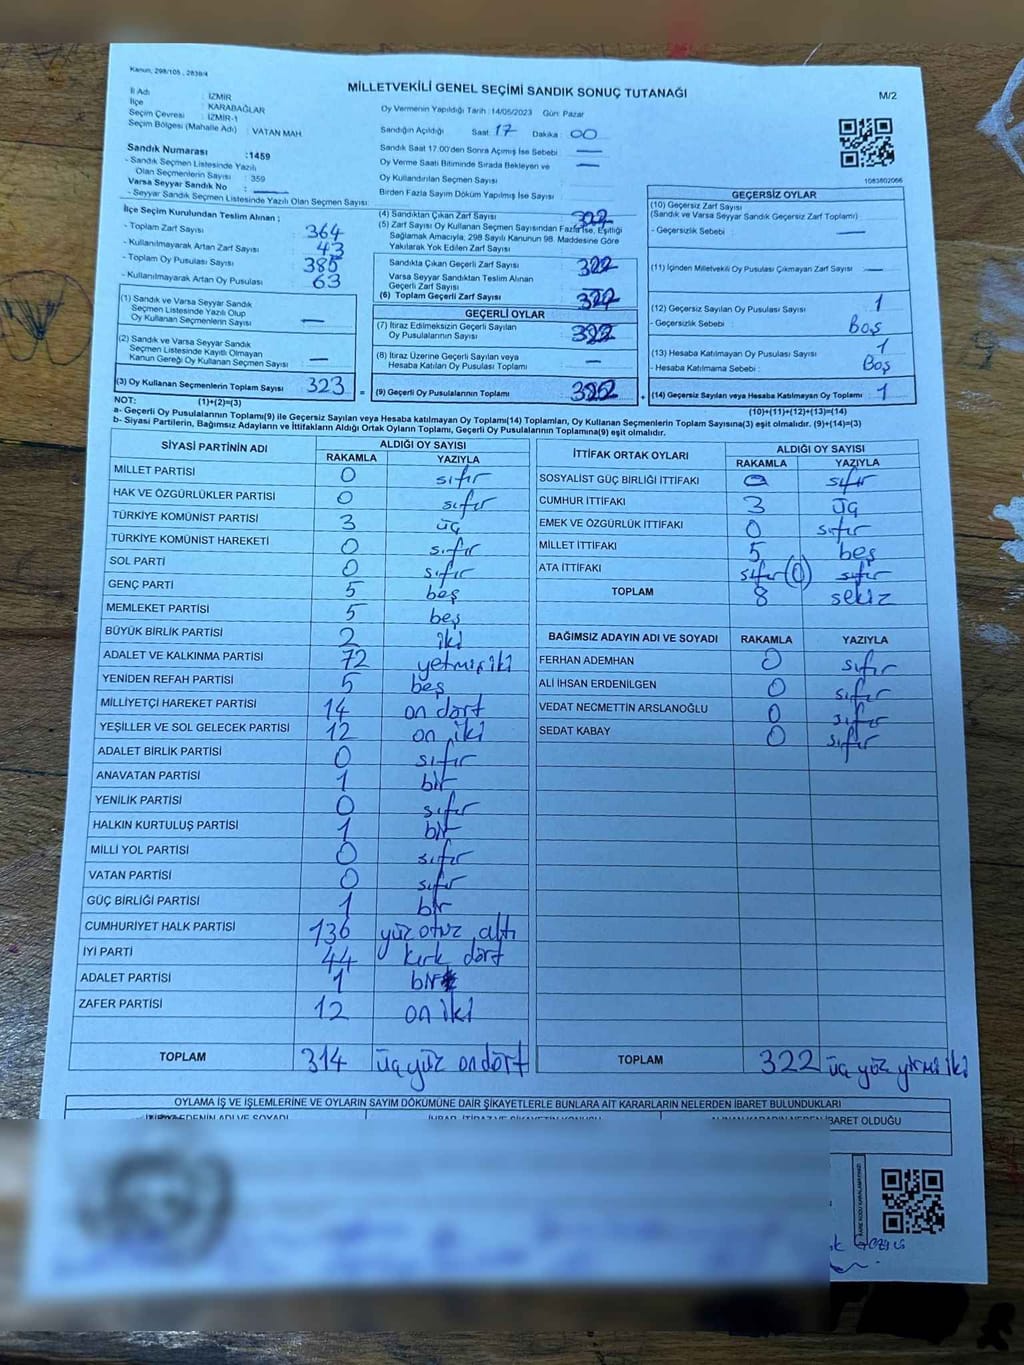 Kanun, 298/105 , 2839/4
MİLLETVEKİLİ GENEL SEÇİMİ SANDIK SONUÇ TUTANAĞI
M/2
İl Adı : İZMİR
İlçe : KARABAĞLAR
Seçim Çevresi : İZMİR-1
Seçim Bölgesi (Mahalle Adı) : VATAN MAH.
Sandık Numarası :1459
- Sandık Seçmen Listesinde Yazılı
Olan Seçmenlerin Sayısı : 359
Varsa Seyyar Sandık No : —
- Seyyar Sandık Seçmen Listesinde Yazılı Olan Seçmen Sayısı:
Oy Vermenin Yapıldığı Tarih : 14/05/2023 Gün: Pazar
Sandığın Açıldığı Saat: 17 Dakika : 00
Sandık Saat 17.00'den Sonra Açılmış İse Sebebi —
Oy Verme Saati Bitiminde Sırada Bekleyen ve —
Oy Kullandırılan Seçmen Sayısı
Birden Fazla Sayım Döküm Yapılmış İse Sayısı :
1083802066
İlçe Seçim Kurulundan Teslim Alınan ;
- Toplam Zarf Sayısı : 364
- Kullanılmayarak Artan Zarf Sayısı : 43
- Toplam Oy Pusulası Sayısı : 385
- Kullanılmayarak Artan Oy Pusulası : 63
(1) Sandık ve Varsa Seyyar Sandık
Seçmen Listesinde Yazılı Olup
Oy Kullanan Seçmenlerin Sayısı : —
(2) Sandık ve Varsa Seyyar Sandık
Seçmen Listesinde Kayıtlı Olmayan
Kanun Gereği Oy Kullanan Seçmen Sayısı : —
(3) Oy Kullanan Seçmenlerin Toplam Sayısı : 323
(4) Sandıktan Çıkan Zarf Sayısı : 322
(5) Zarf Sayısı Oy Kullanan Seçmen Sayısından Fazla İse, Eşitliği
Sağlamak Amacıyla, 298 Sayılı Kanunun 98. Maddesine Göre
Yakılarak Yok Edilen Zarf Sayısı :
Sandıkta Çıkan Geçerli Zarf Sayısı : 322
Varsa Seyyar Sandıktan Teslim Alınan
Geçerli Zarf Sayısı : —
(6) Toplam Geçerli Zarf Sayısı : 322
GEÇERLİ OYLAR
(7) İtiraz Edilmeksizin Geçerli Sayılan
Oy Pusulalarının Sayısı : 322
(8) İtiraz Üzerine Geçerli Sayılan veya
Hesaba Katılan Oy Pusulası Toplamı : —
= (9) Geçerli Oy Pusulalarının Toplamı : 322
GEÇERSİZ OYLAR
(10) Geçersiz Zarf Sayısı
(Sandık ve Varsa Seyyar Sandık Geçersiz Zarf Toplamı)
- Geçersizlik Sebebi : —
(11) İçinden Milletvekili Oy Pusulası Çıkmayan Zarf Sayısı : —
(12) Geçersiz Sayılan Oy Pusulası Sayısı : 1
- Geçersizlik Sebebi : Boş
(13) Hesaba Katılmayan Oy Pusulası Sayısı : 1
- Hesaba Katılmama Sebebi : Boş
+ (14) Geçersiz Sayılan veya Hesaba Katılmayan Oy Toplamı : 1
NOT: (1)+(2)=(3)
(10)+(11)+(12)+(13)=(14)
a- Geçerli Oy Pusulalarının Toplamı(9) ile Geçersiz Sayılan veya Hesaba katılmayan Oy Toplamı(14) Toplamları, Oy Kullanan Seçmenlerin Toplam Sayısına(3) eşit olmalıdır. (9)+(14)=(3)
b- Siyasi Partilerin, Bağımsız Adayların ve İttifakların Aldığı Ortak Oyların Toplamı, Geçerli Oy Pusulalarının Toplamına(9) eşit olmalıdır.
SİYASİ PARTİNİN ADI
ALDIĞI OY SAYISI
RAKAMLA YAZIYLA
MİLLET PARTİSİ 0 sıfır
HAK VE ÖZGÜRLÜKLER PARTİSİ 0 sıfır
TÜRKİYE KOMÜNİST PARTİSİ 3 üç
TÜRKİYE KOMÜNİST HAREKETİ 0 sıfır
SOL PARTİ 0 sıfır
GENÇ PARTİ 5 beş
MEMLEKET PARTİSİ 5 beş
BÜYÜK BİRLİK PARTİSİ 2 iki
ADALET VE KALKINMA PARTİSİ 72 yetmişiki
YENİDEN REFAH PARTİSİ 5 beş
MİLLİYETÇİ HAREKET PARTİSİ 14 on dört
YEŞİLLER VE SOL GELECEK PARTİSİ 12 on iki
ADALET BİRLİK PARTİSİ 0 sıfır
ANAVATAN PARTİSİ 1 bir
YENİLİK PARTİSİ 0 sıfır
HALKIN KURTULUŞ PARTİSİ 1 bir
MİLLİ YOL PARTİSİ 0 sıfır
VATAN PARTİSİ 0 sıfır
GÜÇ BİRLİĞİ PARTİSİ 1 bir
CUMHURİYET HALK PARTİSİ 136 yüz otuz altı
İYİ PARTİ 44 kırk dört
ADALET PARTİSİ 1 bir
ZAFER PARTİSİ 12 on iki
TOPLAM 314 üç yüz on dört
İTTİFAK ORTAK OYLARI
ALDIĞI OY SAYISI
RAKAMLA YAZIYLA
SOSYALİST GÜÇ BİRLİĞİ İTTİFAKI 0 sıfır
CUMHUR İTTİFAKI 3 üç
EMEK VE ÖZGÜRLÜK İTTİFAKI 0 sıfır
MİLLET İTTİFAKI 5 beş
ATA İTTİFAKI sıfır (0) sıfır
TOPLAM 8 sekiz
BAĞIMSIZ ADAYIN ADI VE SOYADI RAKAMLA YAZIYLA
FERHAN ADEMHAN 0 sıfır
ALİ İHSAN ERDENİLGEN 0 sıfır
VEDAT NECMETTİN ARSLANOĞLU 0 sıfır
SEDAT KABAY 0 sıfır
TOPLAM 322 üç yüz yirmi iki
OYLAMA İŞ VE İŞLEMLERİNE VE OYLARIN SAYIM DÖKÜMÜNE DAİR ŞİKAYETLERLE BUNLARA AİT KARARLARIN NELERDEN İBARET BULUNDUKLARI
İBARET OLDUĞU